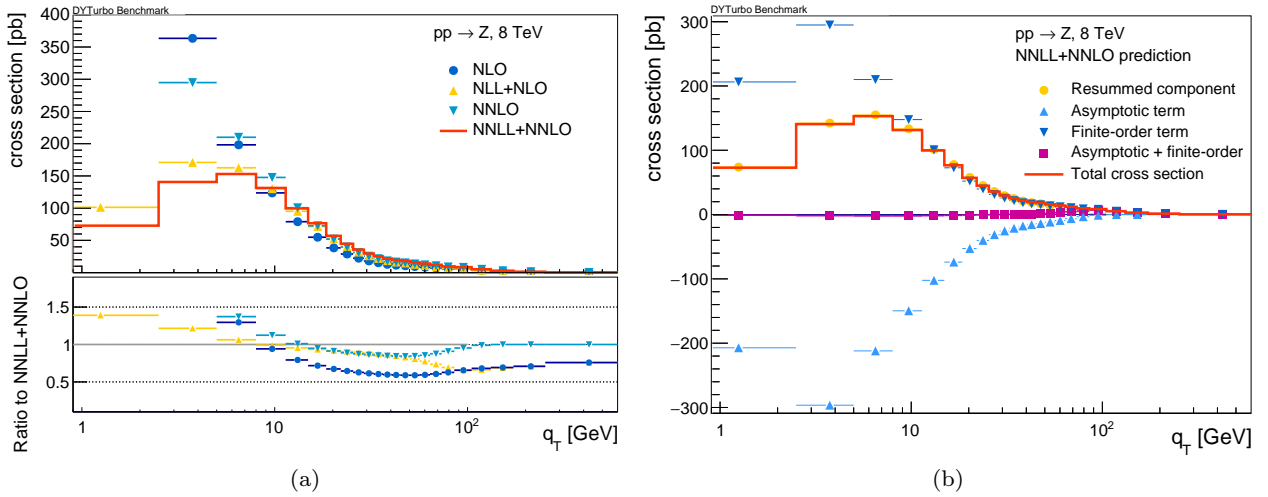 DYTurbo Benchmark
cross section [pb]
400
350
300
250
200
150
100
50
pp → Z, 8 TeV
NLO
NLL+NLO
NNLO
NNLL+NNLO
Ratio to NNLL+NNLO
1.5
1
0.5
1
10
10²
q_T [GeV]
(a)
DYTurbo Benchmark
cross section [pb]
300
200
100
0
−100
−200
−300
pp → Z, 8 TeV
NNLL+NNLO prediction
Resummed component
Asymptotic term
Finite-order term
Asymptotic + finite-order
Total cross section
1
10
10²
q_T [GeV]
(b)